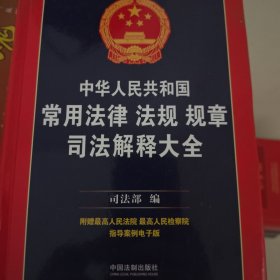 中华人民共和国
常用法律 法规 规章
司法解释大全
司法部 编
附赠最高人民法院 最高人民检察院
指导案例电子版
中国法制出版社